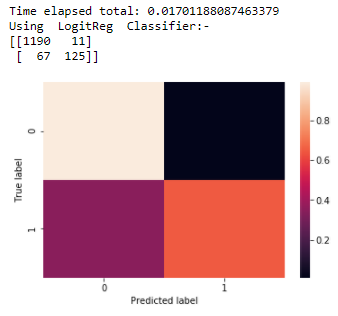 Time elapsed total: 0.01701188087463379
Using  LogitReg  Classifier:-
[[1190   11]
 [  67  125]]
0
1
True label
0
1
Predicted label
0.8
0.6
0.4
0.2